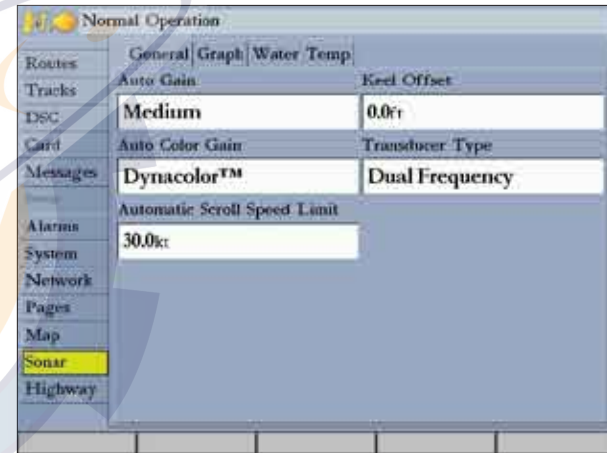 Normal Operation
General Graph Water Temp
Routes
Tracks
DSC
Card
Messages
Alarms
System
Network
Pages
Map
Sonar
Highway
Auto Gain
Medium
Keel Offset
0.0ft
Auto Color Gain
Dynacolor™
Transducer Type
Dual Frequency
Automatic Scroll Speed Limit
30.0kt